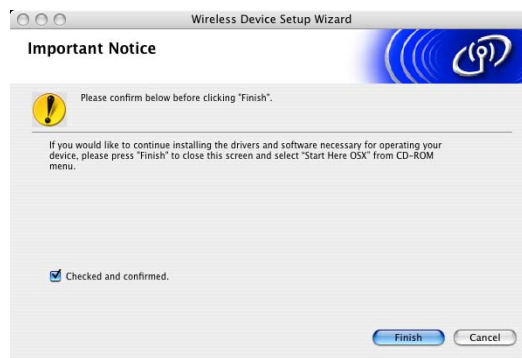 Wireless Device Setup Wizard
Important Notice
Please confirm below before clicking "Finish".
If you would like to continue installing the drivers and software necessary for operating your
device, please press "Finish" to close this screen and select "Start Here OSX" from CD-ROM
menu.
Checked and confirmed.
Finish
Cancel